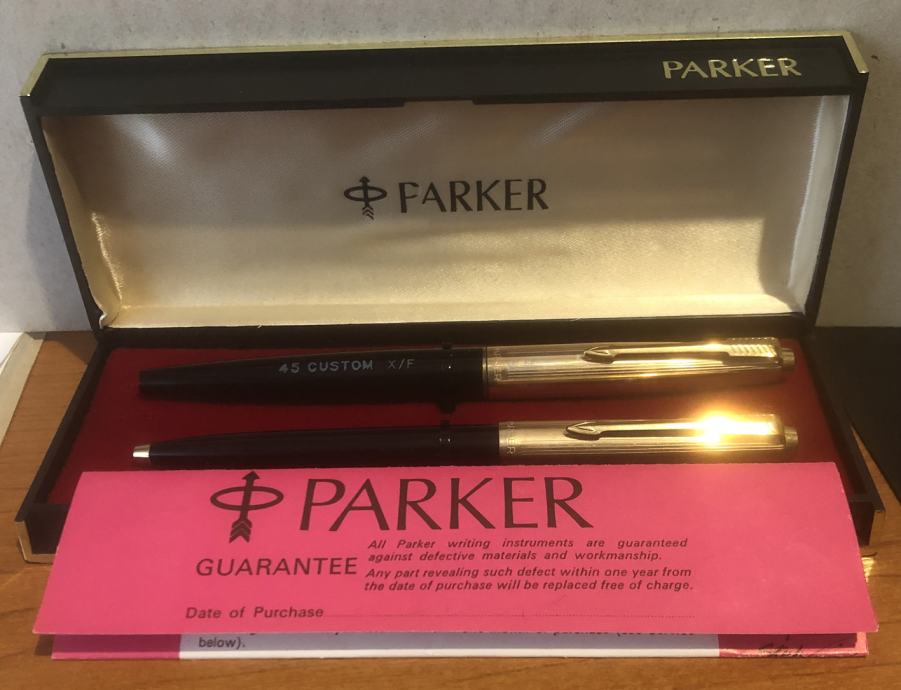 PARKER
PARKER
45 CUSTOM X/F
PARKER
All Parker writing instruments are guaranteed
against defective materials and workmanship.
GUARANTEE
Any part revealing such defect within one year from
the date of purchase will be replaced free of charge.
Date of Purchase
below).